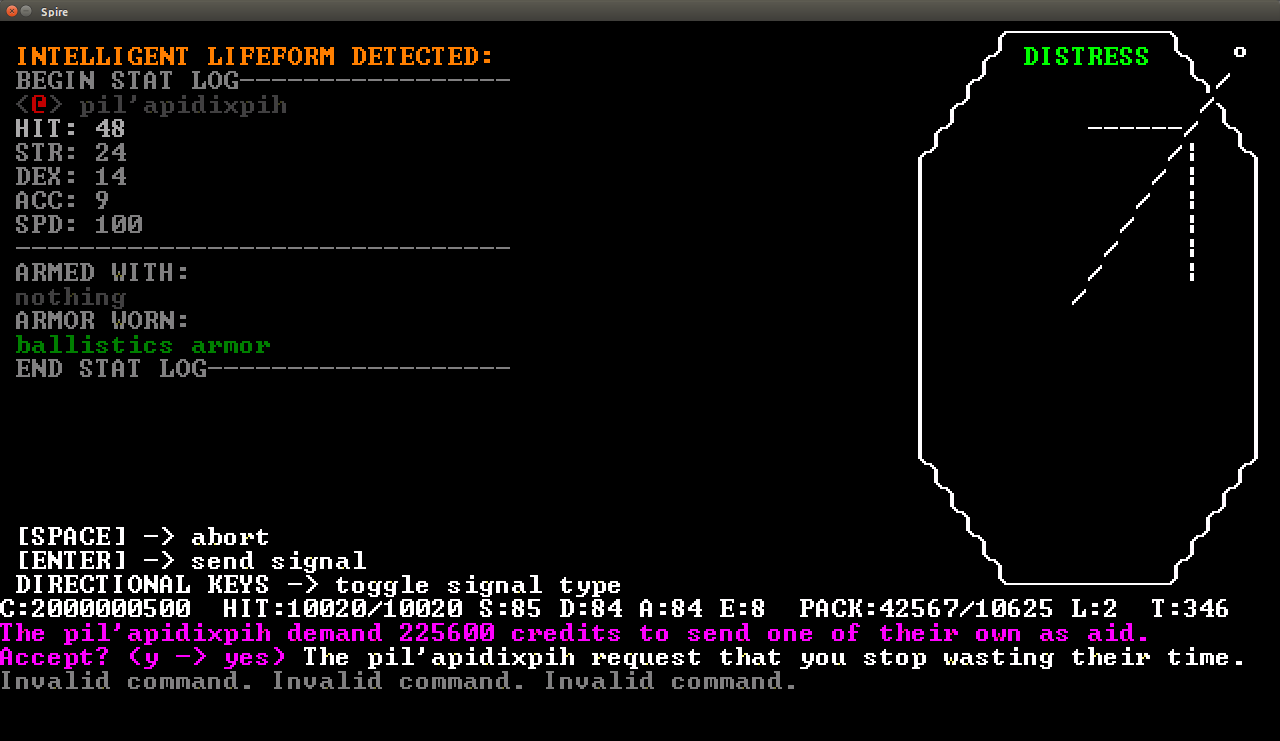 Spire
INTELLIGENT LIFEFORM DETECTED:
DISTRESS
BEGIN STAT LOG-----------------
<@> pil'apidixpih
HIT: 48
STR: 24
DEX: 14
ACC: 9
SPD: 100
-------------------------------
ARMED WITH:
nothing
ARMOR WORN:
ballistics armor
END STAT LOG-------------------
[SPACE] -> abort
[ENTER] -> send signal
DIRECTIONAL KEYS -> toggle signal type
C:2000000500 HIT:10020/10020 S:85 D:84 A:84 E:8 PACK:42567/10625 L:2 T:346
The pil'apidixpih demand 225600 credits to send one of their own as aid.
Accept? (y -> yes) The pil'apidixpih request that you stop wasting their time.
Invalid command. Invalid command. Invalid command.